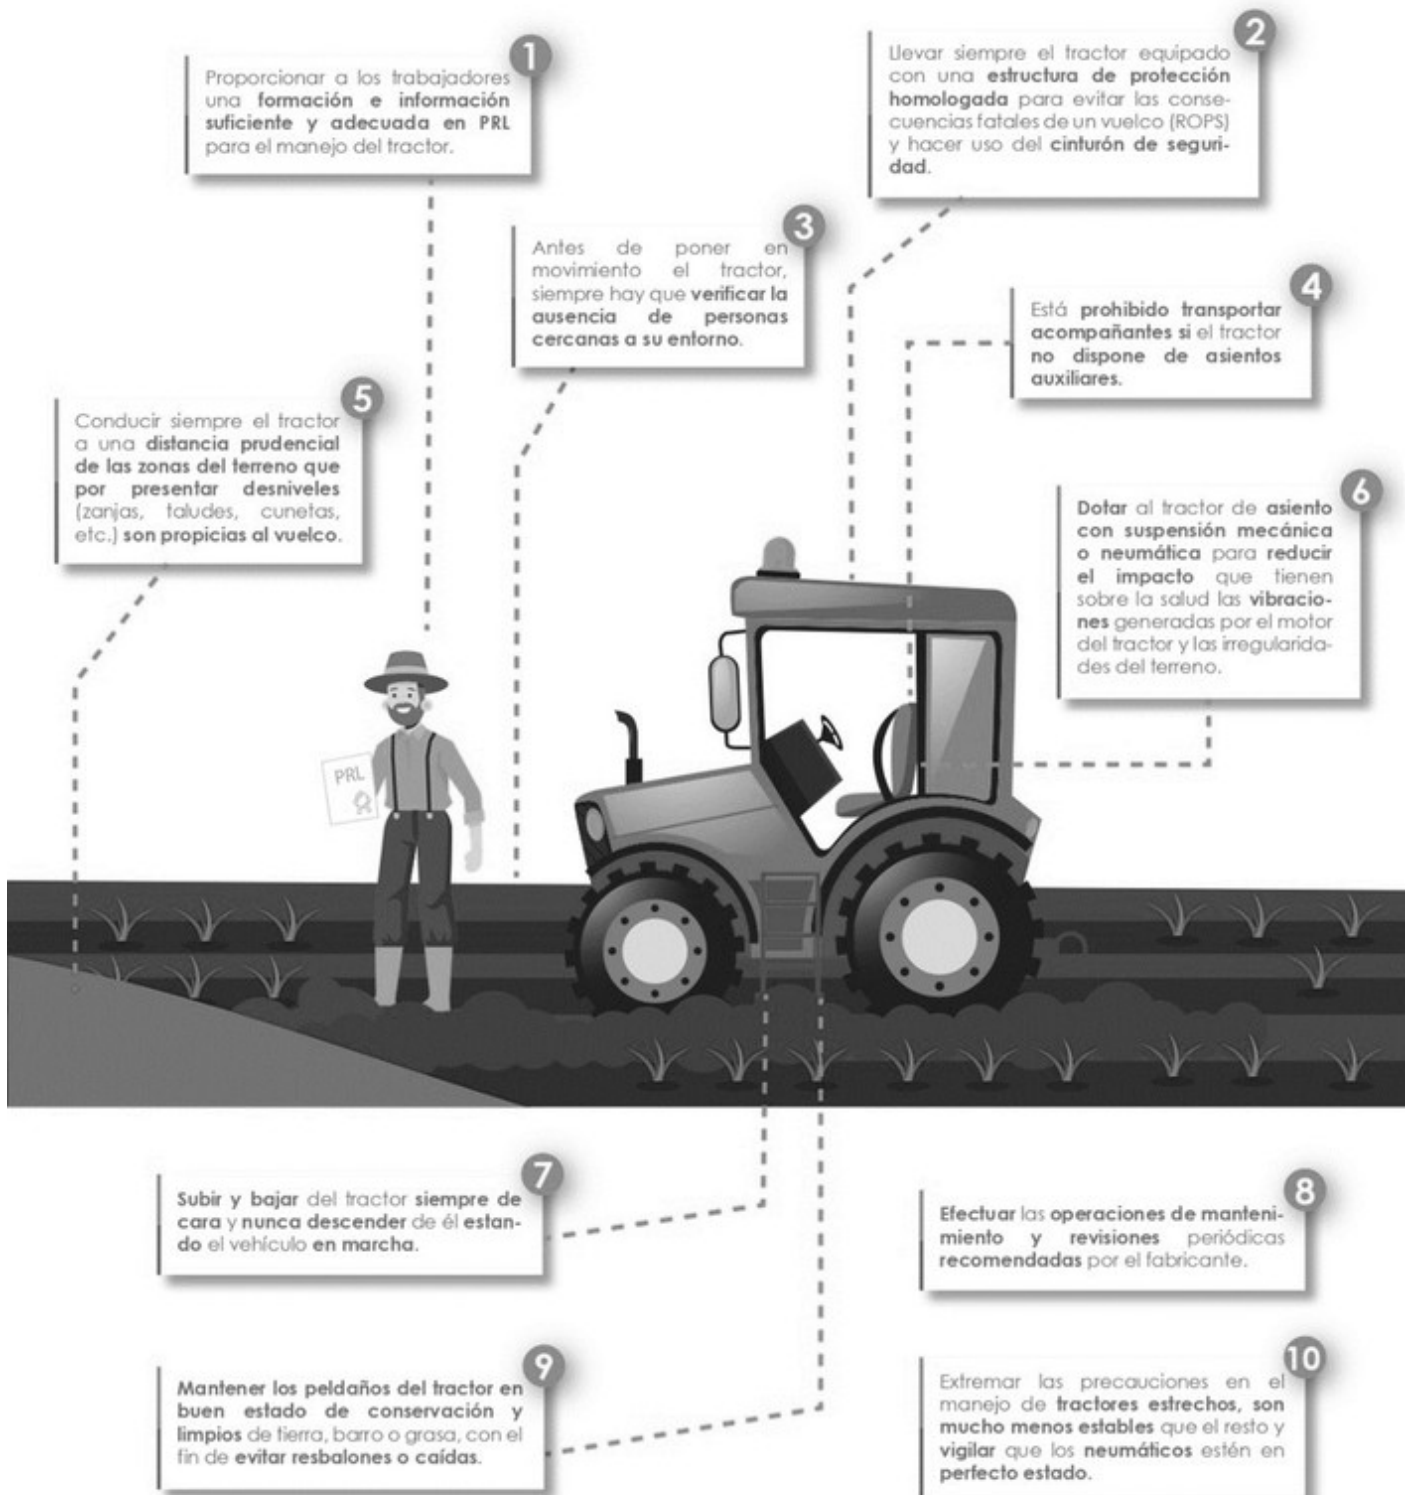 1
Proporcionar a los trabajadores
una formación e información
suficiente y adecuada en PRL
para el manejo del tractor.
2
Llevar siempre el tractor equipado
con una estructura de protección
homologada para evitar las conse-
cuencias fatales de un vuelco (ROPS)
y hacer uso del cinturón de seguri-
dad.
3
Antes de poner en
movimiento el tractor,
siempre hay que verificar la
ausencia de personas
cercanas a su entorno.
4
Está prohibido transportar
acompañantes si el tractor
no dispone de asientos
auxiliares.
5
Conducir siempre el tractor
a una distancia prudencial
de las zonas del terreno que
por presentar desniveles
(zanjas, taludes, cunetas,
etc.) son propicias al vuelco.
6
Dotar al tractor de asiento
con suspensión mecánica
o neumática para reducir
el impacto que tienen
sobre la salud las vibracio-
nes generadas por el motor
del tractor y las irregularida-
des del terreno.
PRL
7
Subir y bajar del tractor siempre de
cara y nunca descender de él estan-
do el vehículo en marcha.
8
Efectuar las operaciones de manteni-
miento y revisiones periódicas
recomendadas por el fabricante.
9
Mantener los peldaños del tractor en
buen estado de conservación y
limpios de tierra, barro o grasa, con el
fin de evitar resbalones o caídas.
10
Extremar las precauciones en el
manejo de tractores estrechos, son
mucho menos estables que el resto y
vigilar que los neumáticos estén en
perfecto estado.